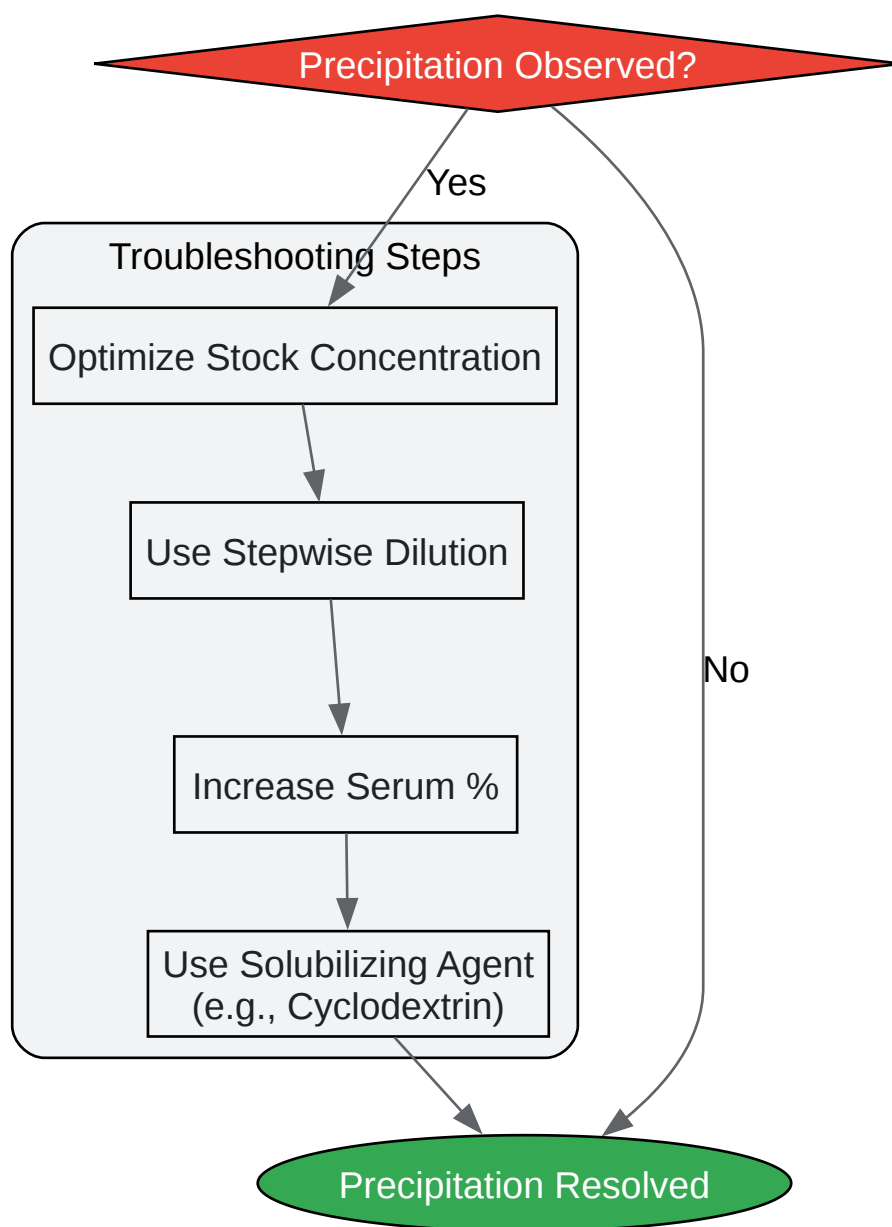 Precipitation Observed?
Yes
Troubleshooting Steps
Optimize Stock Concentration
Use Stepwise Dilution
No
Increase Serum %
Use Solubilizing Agent
(e.g., Cyclodextrin)
Precipitation Resolved